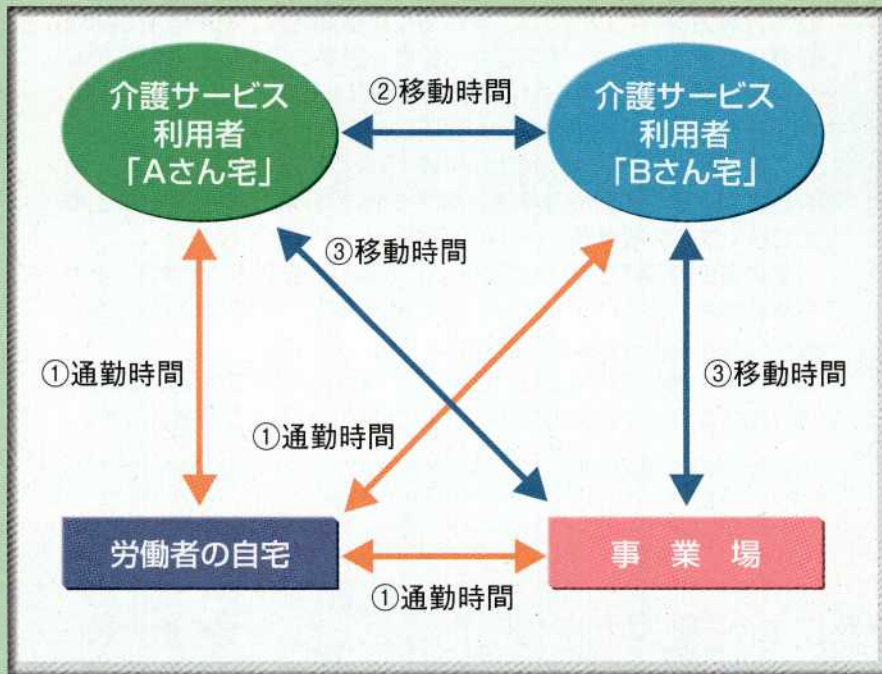 介護サービス
利用者
「Aさん宅」
②移動時間
介護サービス
利用者
「Bさん宅」
③移動時間
①通勤時間
③移動時間
①通勤時間
労働者の自宅
事業場
①通勤時間